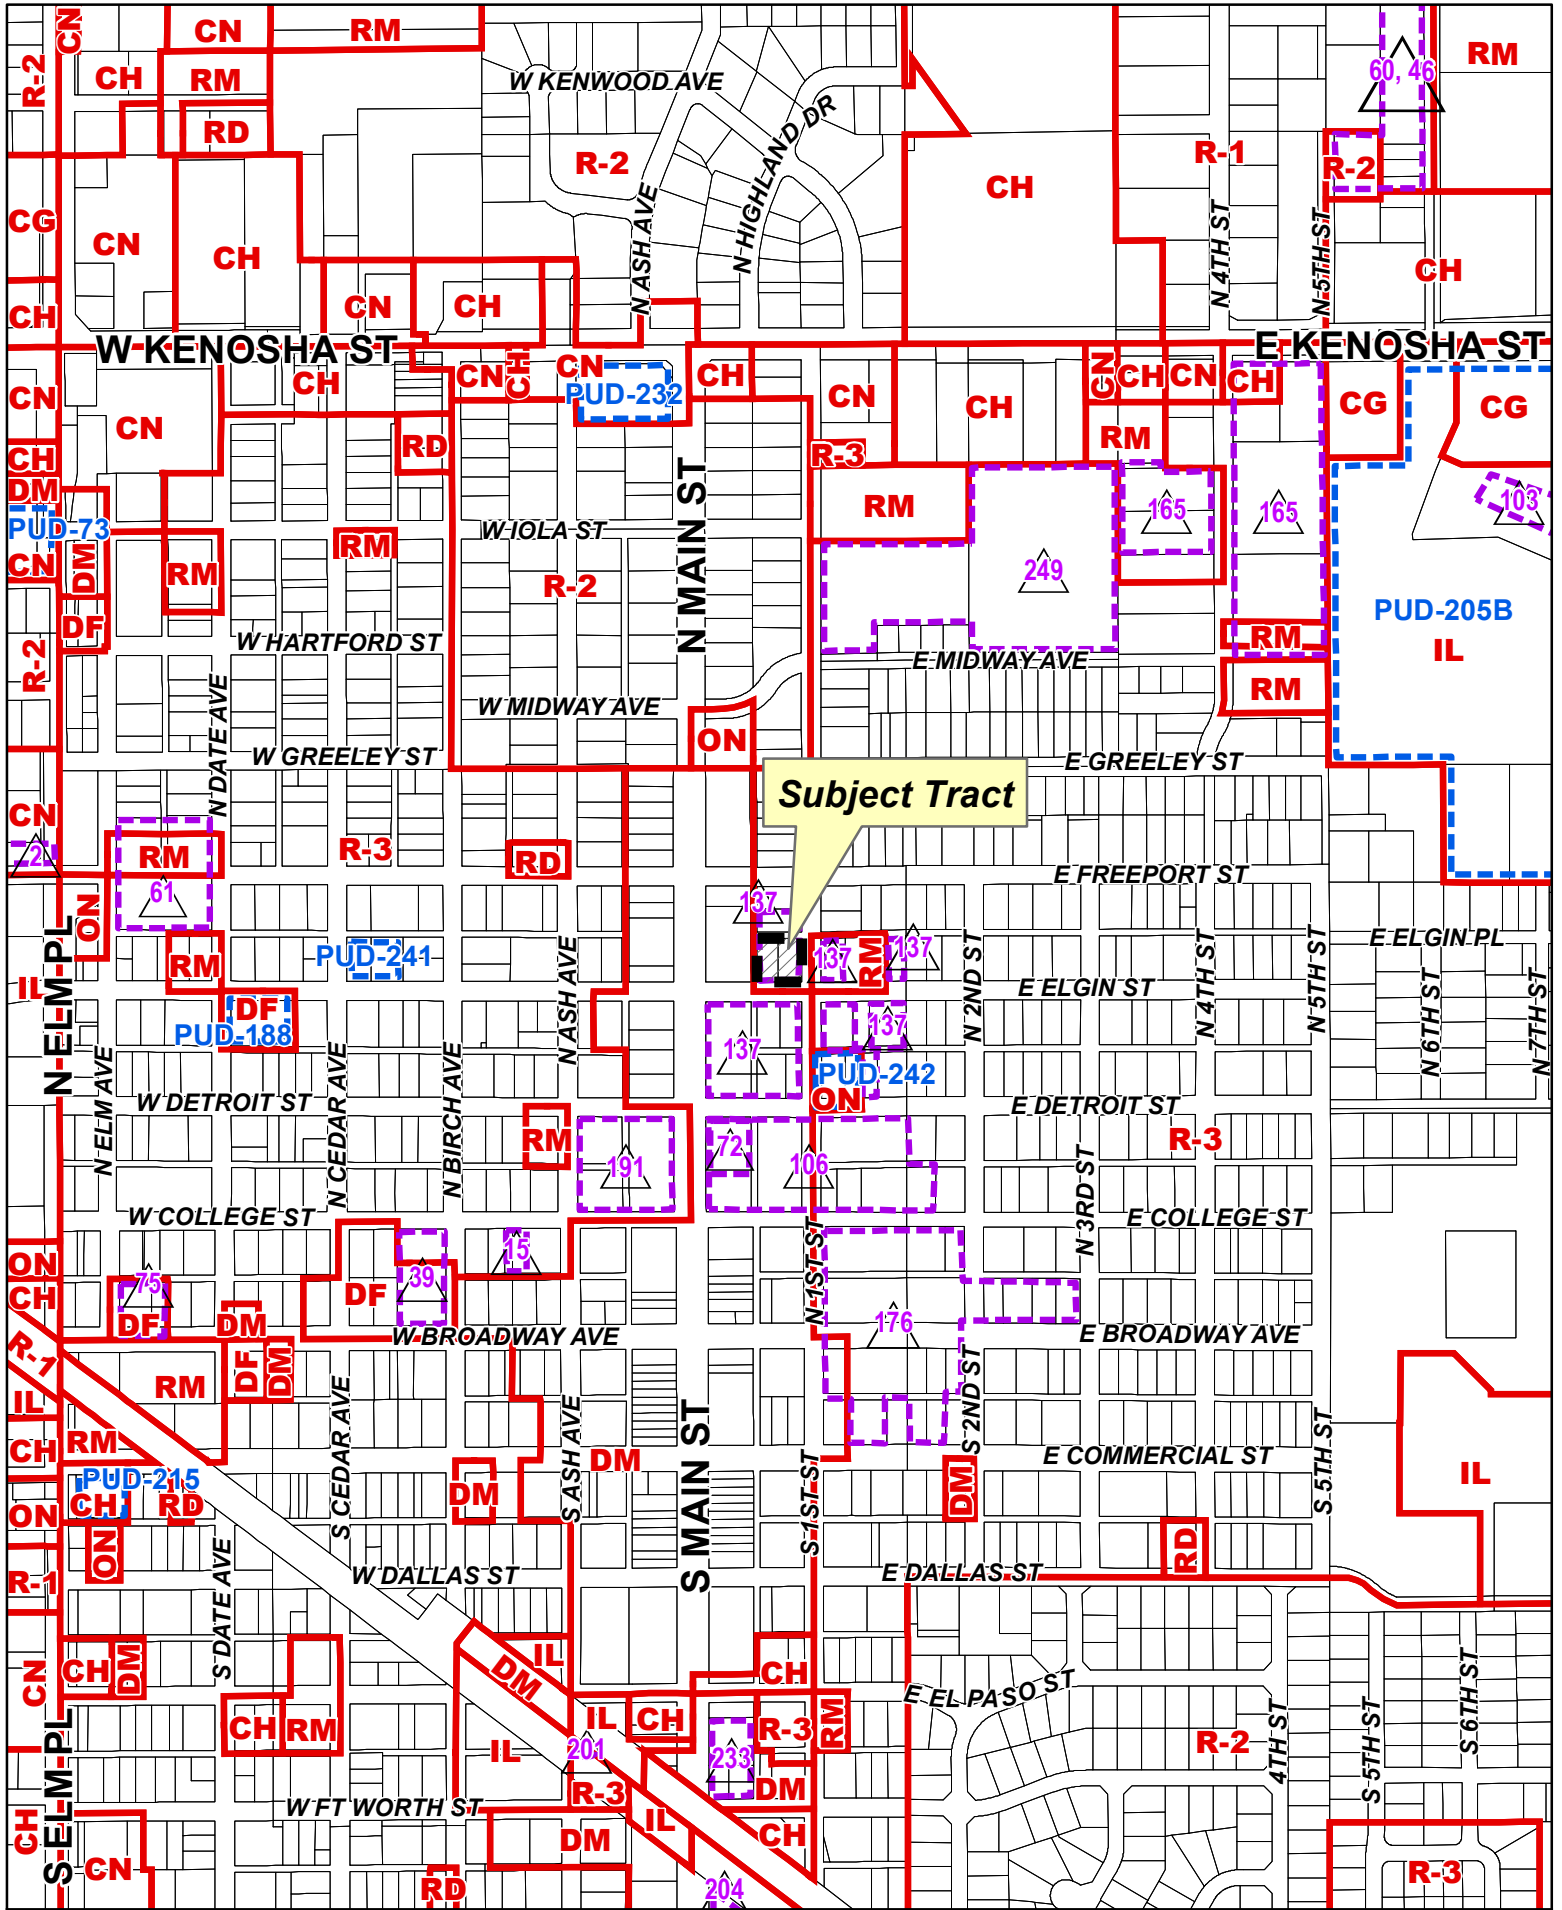 CN
CN
RM
R-2
CH
RM
RD
W KENWOOD AVE
R-2
N HIGHLAND DR
N ASH AVE
60, 46
RM
R-1
R-2
CH
N 4TH ST
N 5TH ST
CH
CG
CN
CH
CN
CH
CH
W KENOSHA ST
E KENOSHA ST
CN
CN
CH
CN
CH
CN
PUD-232
CH
CN
CH
CN
CH
CN
CH
CG
CG
CH
DM
PUD-73
CN
DM
DF
RD
R-3
RM
RM
165
165
103
W IOLA ST
RM
RM
R-2
N MAIN ST
249
PUD-205B
IL
R-2
W HARTFORD ST
E MIDWAY AVE
RM
RM
N DATE AVE
W MIDWAY AVE
ON
W GREELEY ST
E GREELEY ST
Subject Tract
CN
2
RM
61
R-3
RD
E FREEPORT ST
ON
N ELM PL
137
RM
PUD-241
N ASH AVE
137
RM
137
N 2ND ST
N 4TH ST
N 5TH ST
E ELGIN PL
IL
E ELGIN ST
DF
PUD-188
137
137
N 6TH ST
N 7TH ST
N ELM AVE
N CEDAR AVE
N BIRCH AVE
PUD-242
ON
W DETROIT ST
E DETROIT ST
RM
191
72
106
R-3
N 3RD ST
W COLLEGE ST
E COLLEGE ST
ON
CH
75
DF
DM
DF
39
15
N 1ST ST
176
W BROADWAY AVE
E BROADWAY AVE
R-1
RM
DF
DM
IL
CH
RM
S CEDAR AVE
S ASH AVE
S MAIN ST
S 2ND ST
S 5TH ST
E COMMERCIAL ST
DM
PUD-215
CH
RD
DM
DM
IL
ON
ON
S 1ST ST
R-1
W DALLAS ST
E DALLAS ST
RD
S DATE AVE
CN
CH
DM
IL
DM
CH
E EL PASO ST
S ELM PL
CH
RM
IL
IL
CH
R-3
RM
R-2
4TH ST
S 5TH ST
S 6TH ST
201
R-3
233
DM
W FT WORTH ST
CH
CN
DM
IL
CH
RD
204
R-3